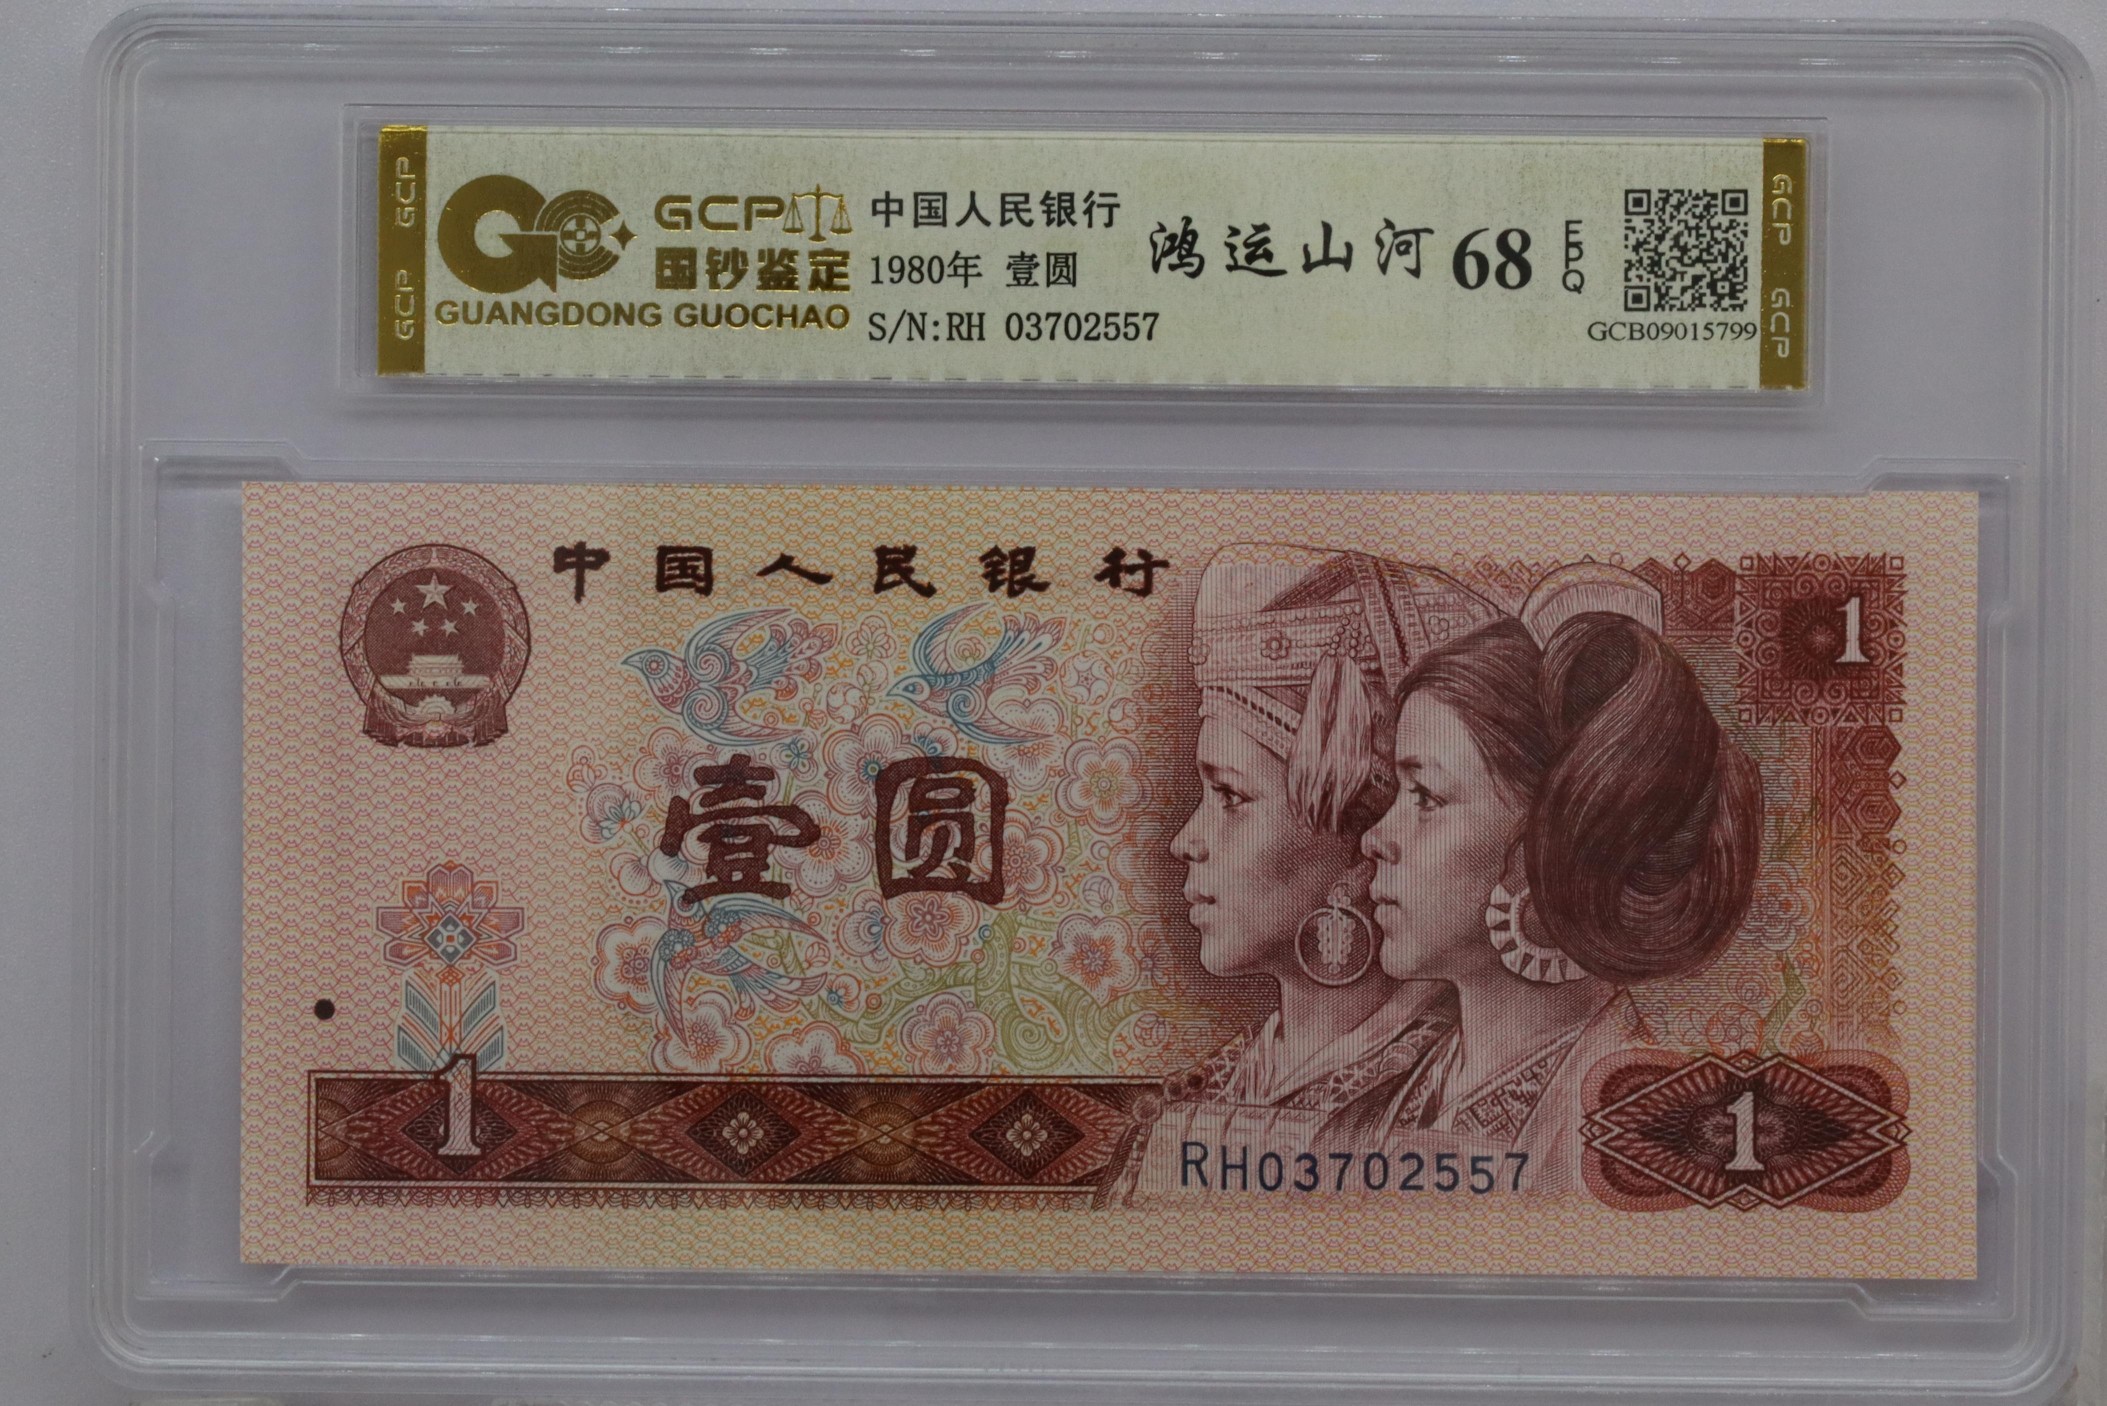 GCP GCP
GCP
国钞鉴定
GUANGDONG GUOCHAO
中国人民银行
1980年 壹圆
S/N:RH 03702557
鸿运山河
68
EPQ
GCB09015799
GCP GCP
中国人民银行
1
壹圆
1
RH03702557
1